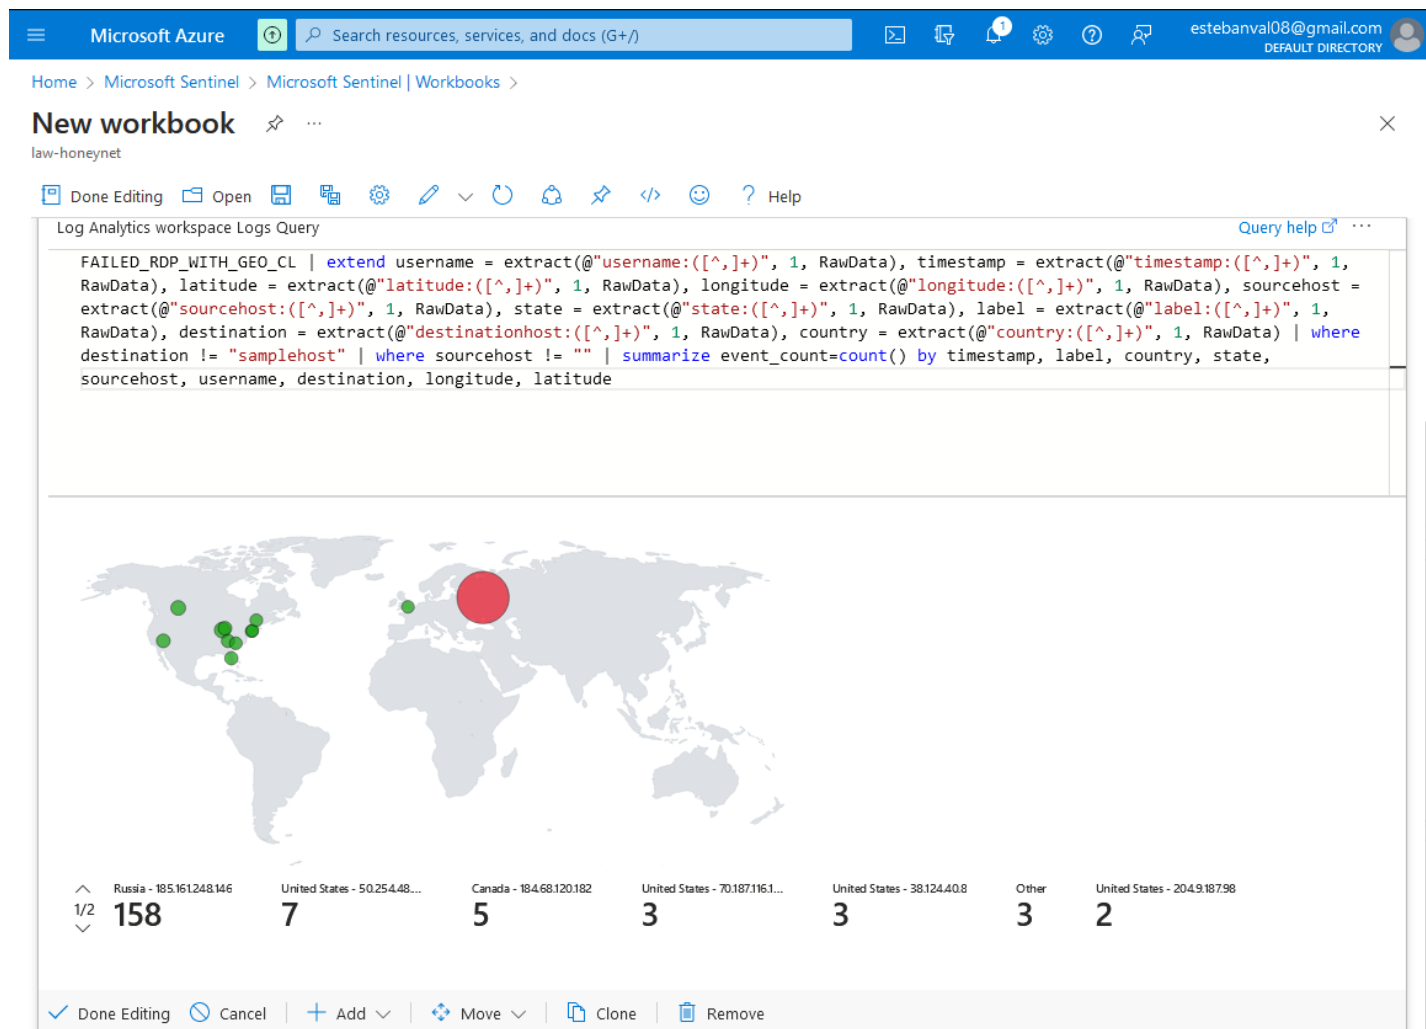 Microsoft Azure
Search resources, services, and docs (G+/)
1
estebanval08@gmail.com
DEFAULT DIRECTORY
Home > Microsoft Sentinel > Microsoft Sentinel | Workbooks >
New workbook ...
law-honeynet
Done Editing Open </> ? Help
Log Analytics workspace Logs Query Query help ...
FAILED_RDP_WITH_GEO_CL | extend username = extract(@"username:([^,]+)", 1, RawData), timestamp = extract(@"timestamp:([^,]+)", 1,
RawData), latitude = extract(@"latitude:([^,]+)", 1, RawData), longitude = extract(@"longitude:([^,]+)", 1, RawData), sourcehost =
extract(@"sourcehost:([^,]+)", 1, RawData), state = extract(@"state:([^,]+)", 1, RawData), label = extract(@"label:([^,]+)", 1,
RawData), destination = extract(@"destinationhost:([^,]+)", 1, RawData), country = extract(@"country:([^,]+)", 1, RawData) | where
destination != "samplehost" | where sourcehost != "" | summarize event_count=count() by timestamp, label, country, state,
sourcehost, username, destination, longitude, latitude
1/2
Russia - 185.161.248.146
158
United States - 50.254.48....
7
Canada - 184.68.120.182
5
United States - 70.187.116.1...
3
United States - 38.124.40.8
3
Other
3
United States - 204.9.187.98
2
Done Editing Cancel Add Move Clone Remove